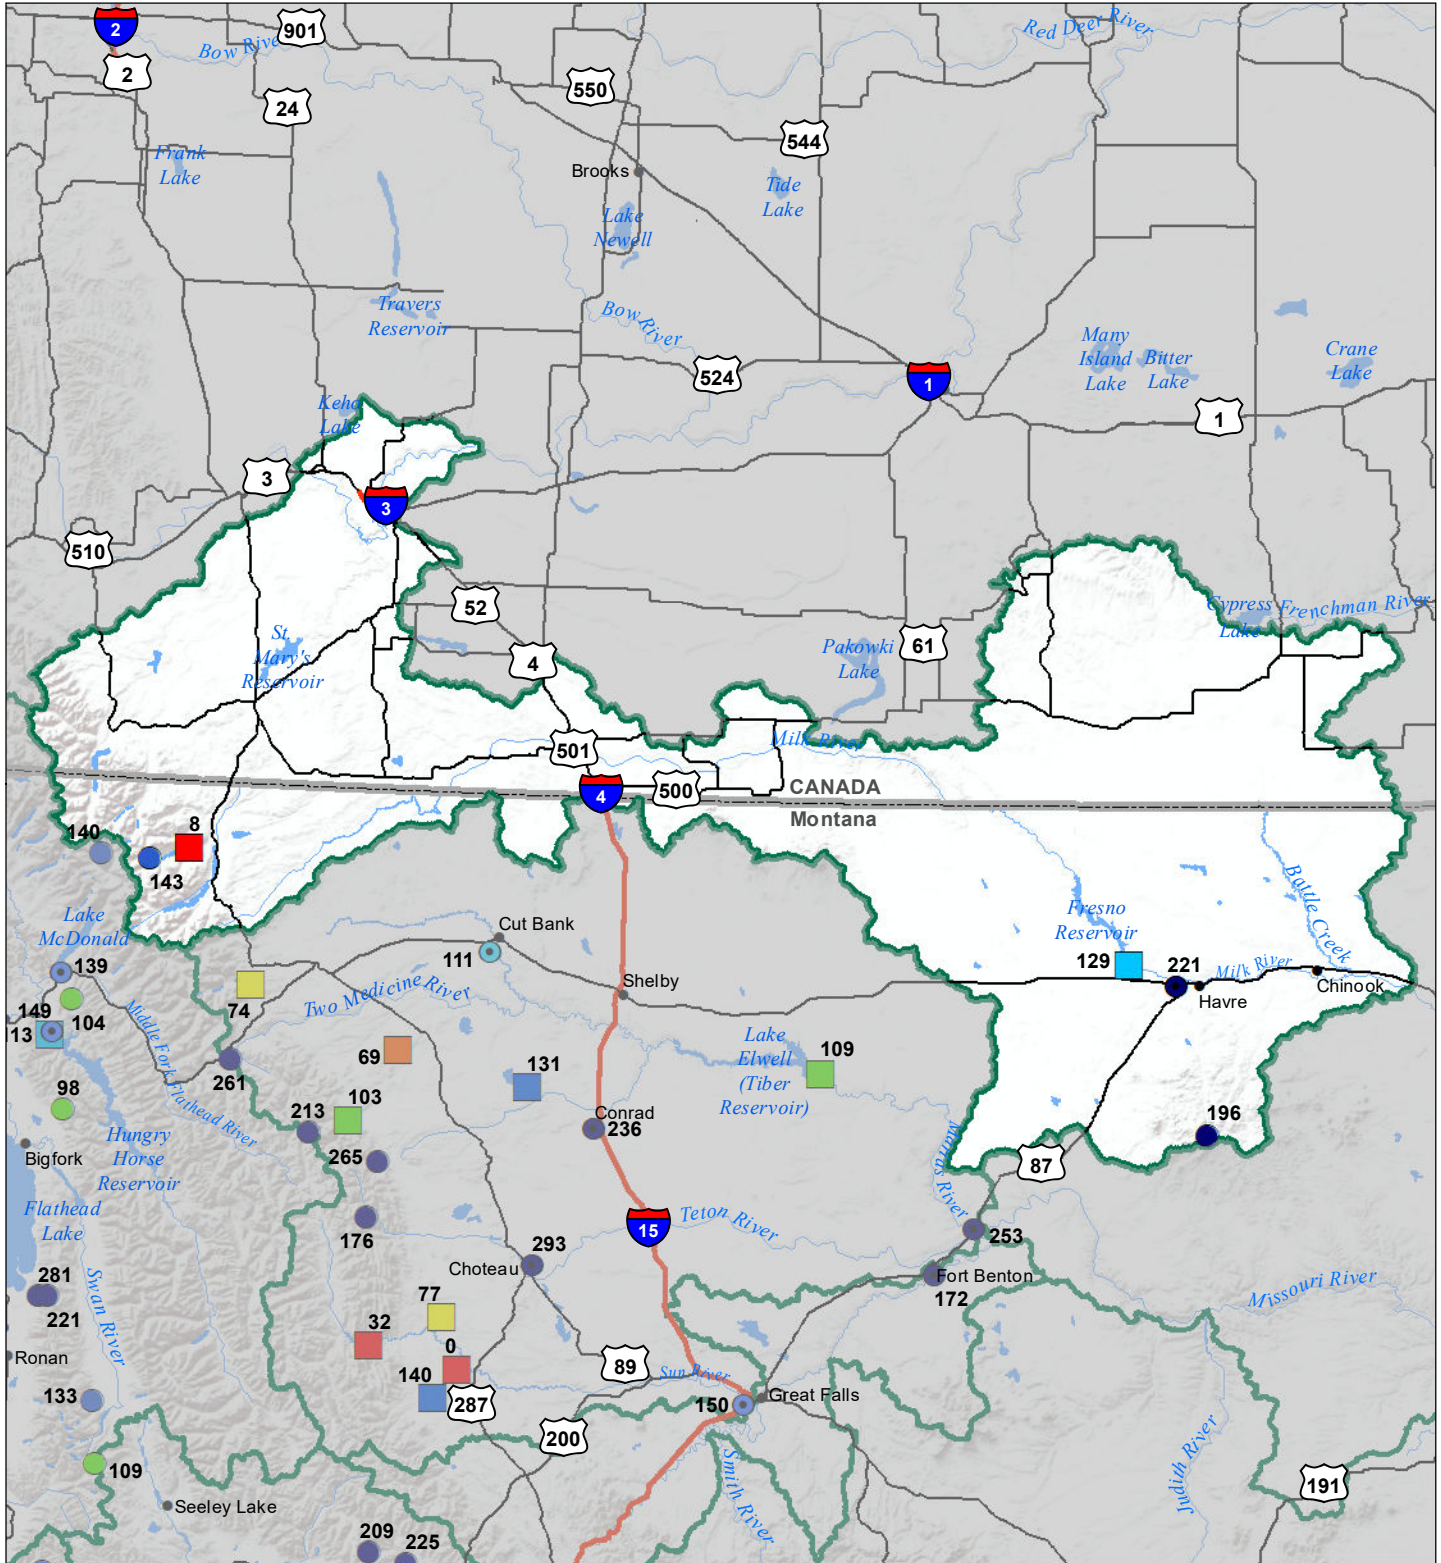 2
901
Bow River
Red Deer River
2
24
550
544
Frank
Lake
Brooks
Tide
Lake
Lake
Newell
Travers
Reservoir
Bow River
Many
Island
Lake
Bitter
Lake
Crane
Lake
524
1
1
Keho
Lake
3
3
510
52
Cypress
Lake
Frenchman River
St.
Mary's
Reservoir
4
Pakowki
Lake
61
501
Milk River
4
500
CANADA
Montana
140
8
143
Battle Creek
Lake
McDonald
Cut Bank
111
Fresno
Reservoir
129
221
Milk River
Havre
Chinook
139
74
Two Medicine River
Shelby
149
104
113
Middle Fork Flathead River
69
131
Lake
Elwell
(Tiber
Reservoir)
109
261
98
213
103
Conrad
236
196
Hungry
Horse
Reservoir
Bigfork
265
Marias River
87
Flathead
Lake
176
15
Teton River
253
293
Choteau
281
221
Swan River
Fort Benton
172
Missouri River
77
32
0
89
Sun River
Ronan
140
287
133
150
Great Falls
200
109
Smith River
Judith River
191
Seeley Lake
209
225